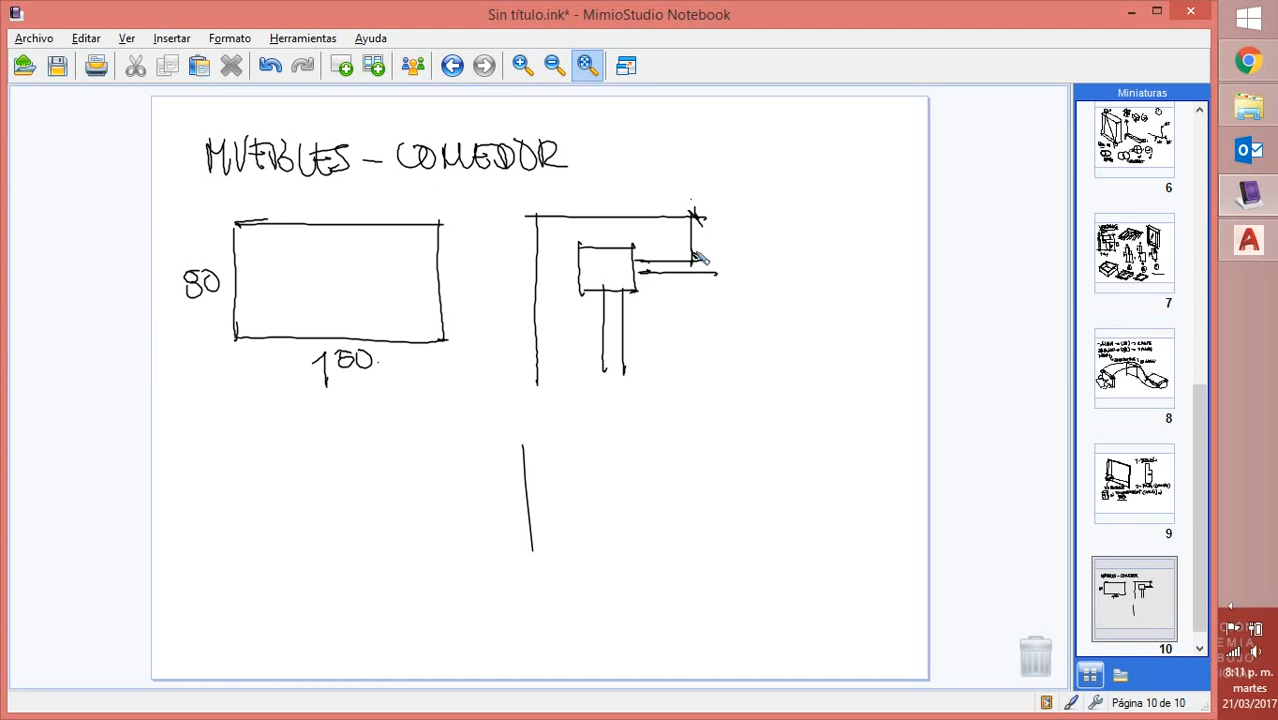 Sin título.ink* - MimioStudio Notebook
Archivo Editar Ver Insertar Formato Herramientas Ayuda
Miniaturas
MUEBLES - COMEDOR
80
150.
6
7
8
9
10
Página 10 de 10
8:11 p. m.
martes
21/03/2017